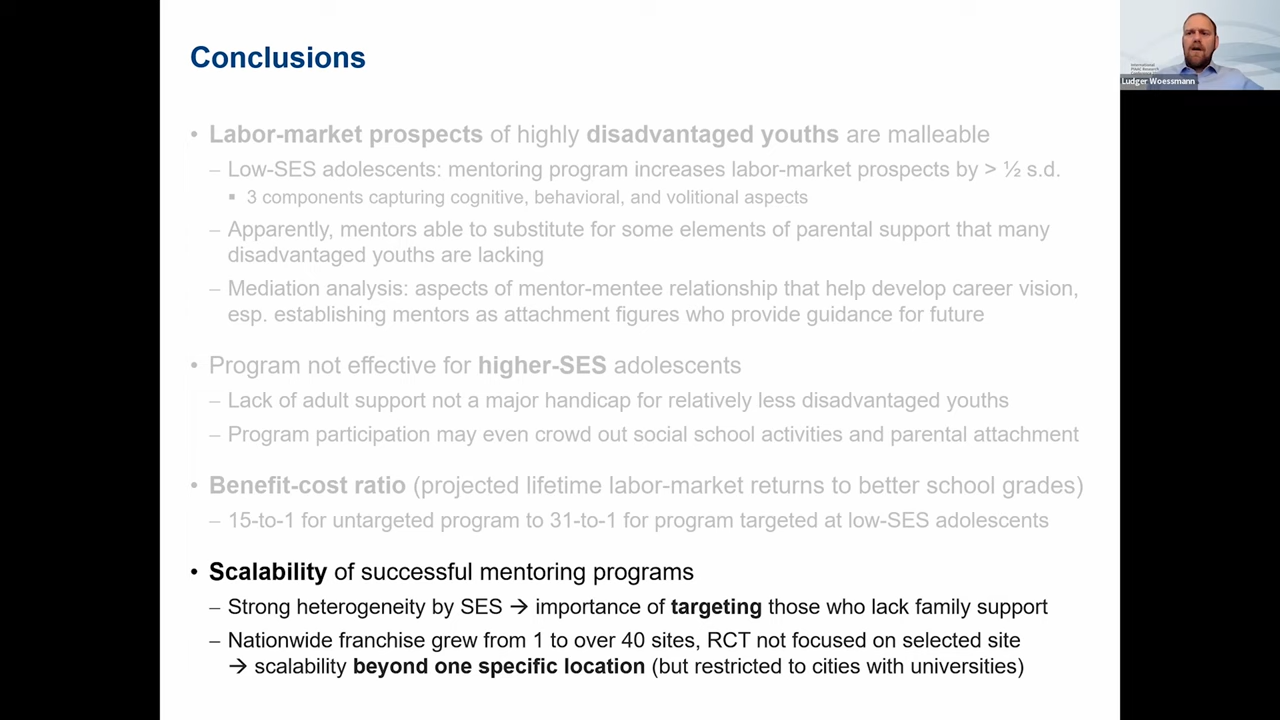 Conclusions
International
Ludger Woessmann
• Labor-market prospects of highly disadvantaged youths are malleable
– Low-SES adolescents: mentoring program increases labor-market prospects by > ½ s.d.
▪ 3 components capturing cognitive, behavioral, and volitional aspects
– Apparently, mentors able to substitute for some elements of parental support that many
disadvantaged youths are lacking
– Mediation analysis: aspects of mentor-mentee relationship that help develop career vision,
esp. establishing mentors as attachment figures who provide guidance for future
• Program not effective for higher-SES adolescents
– Lack of adult support not a major handicap for relatively less disadvantaged youths
– Program participation may even crowd out social school activities and parental attachment
• Benefit-cost ratio (projected lifetime labor-market returns to better school grades)
– 15-to-1 for untargeted program to 31-to-1 for program targeted at low-SES adolescents
• Scalability of successful mentoring programs
– Strong heterogeneity by SES → importance of targeting those who lack family support
– Nationwide franchise grew from 1 to over 40 sites, RCT not focused on selected site
→ scalability beyond one specific location (but restricted to cities with universities)